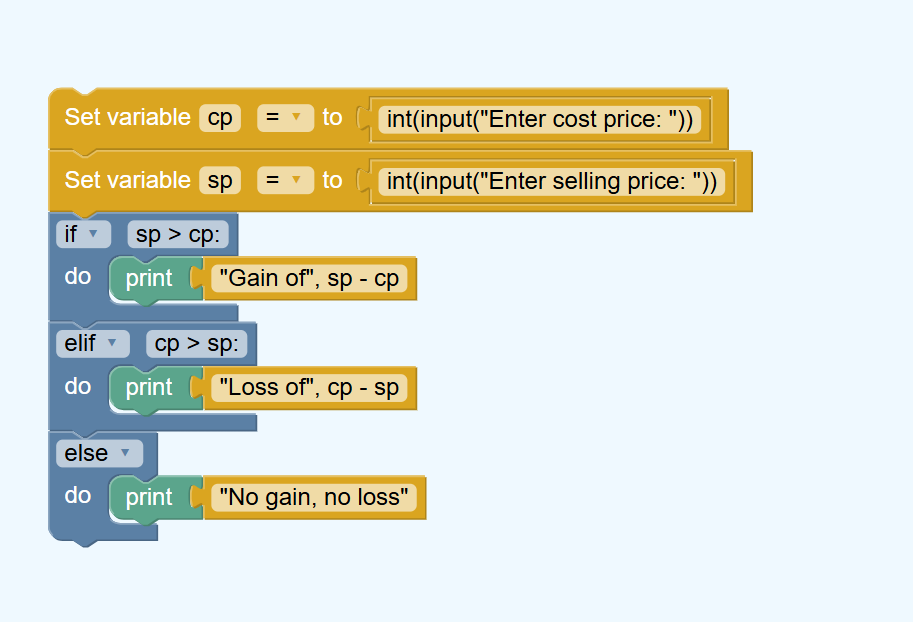 Set variable cp = to int(input("Enter cost price: "))
Set variable sp = to int(input("Enter selling price: "))
if sp > cp:
do print "Gain of", sp - cp
elif cp > sp:
do print "Loss of", cp - sp
else
do print "No gain, no loss"